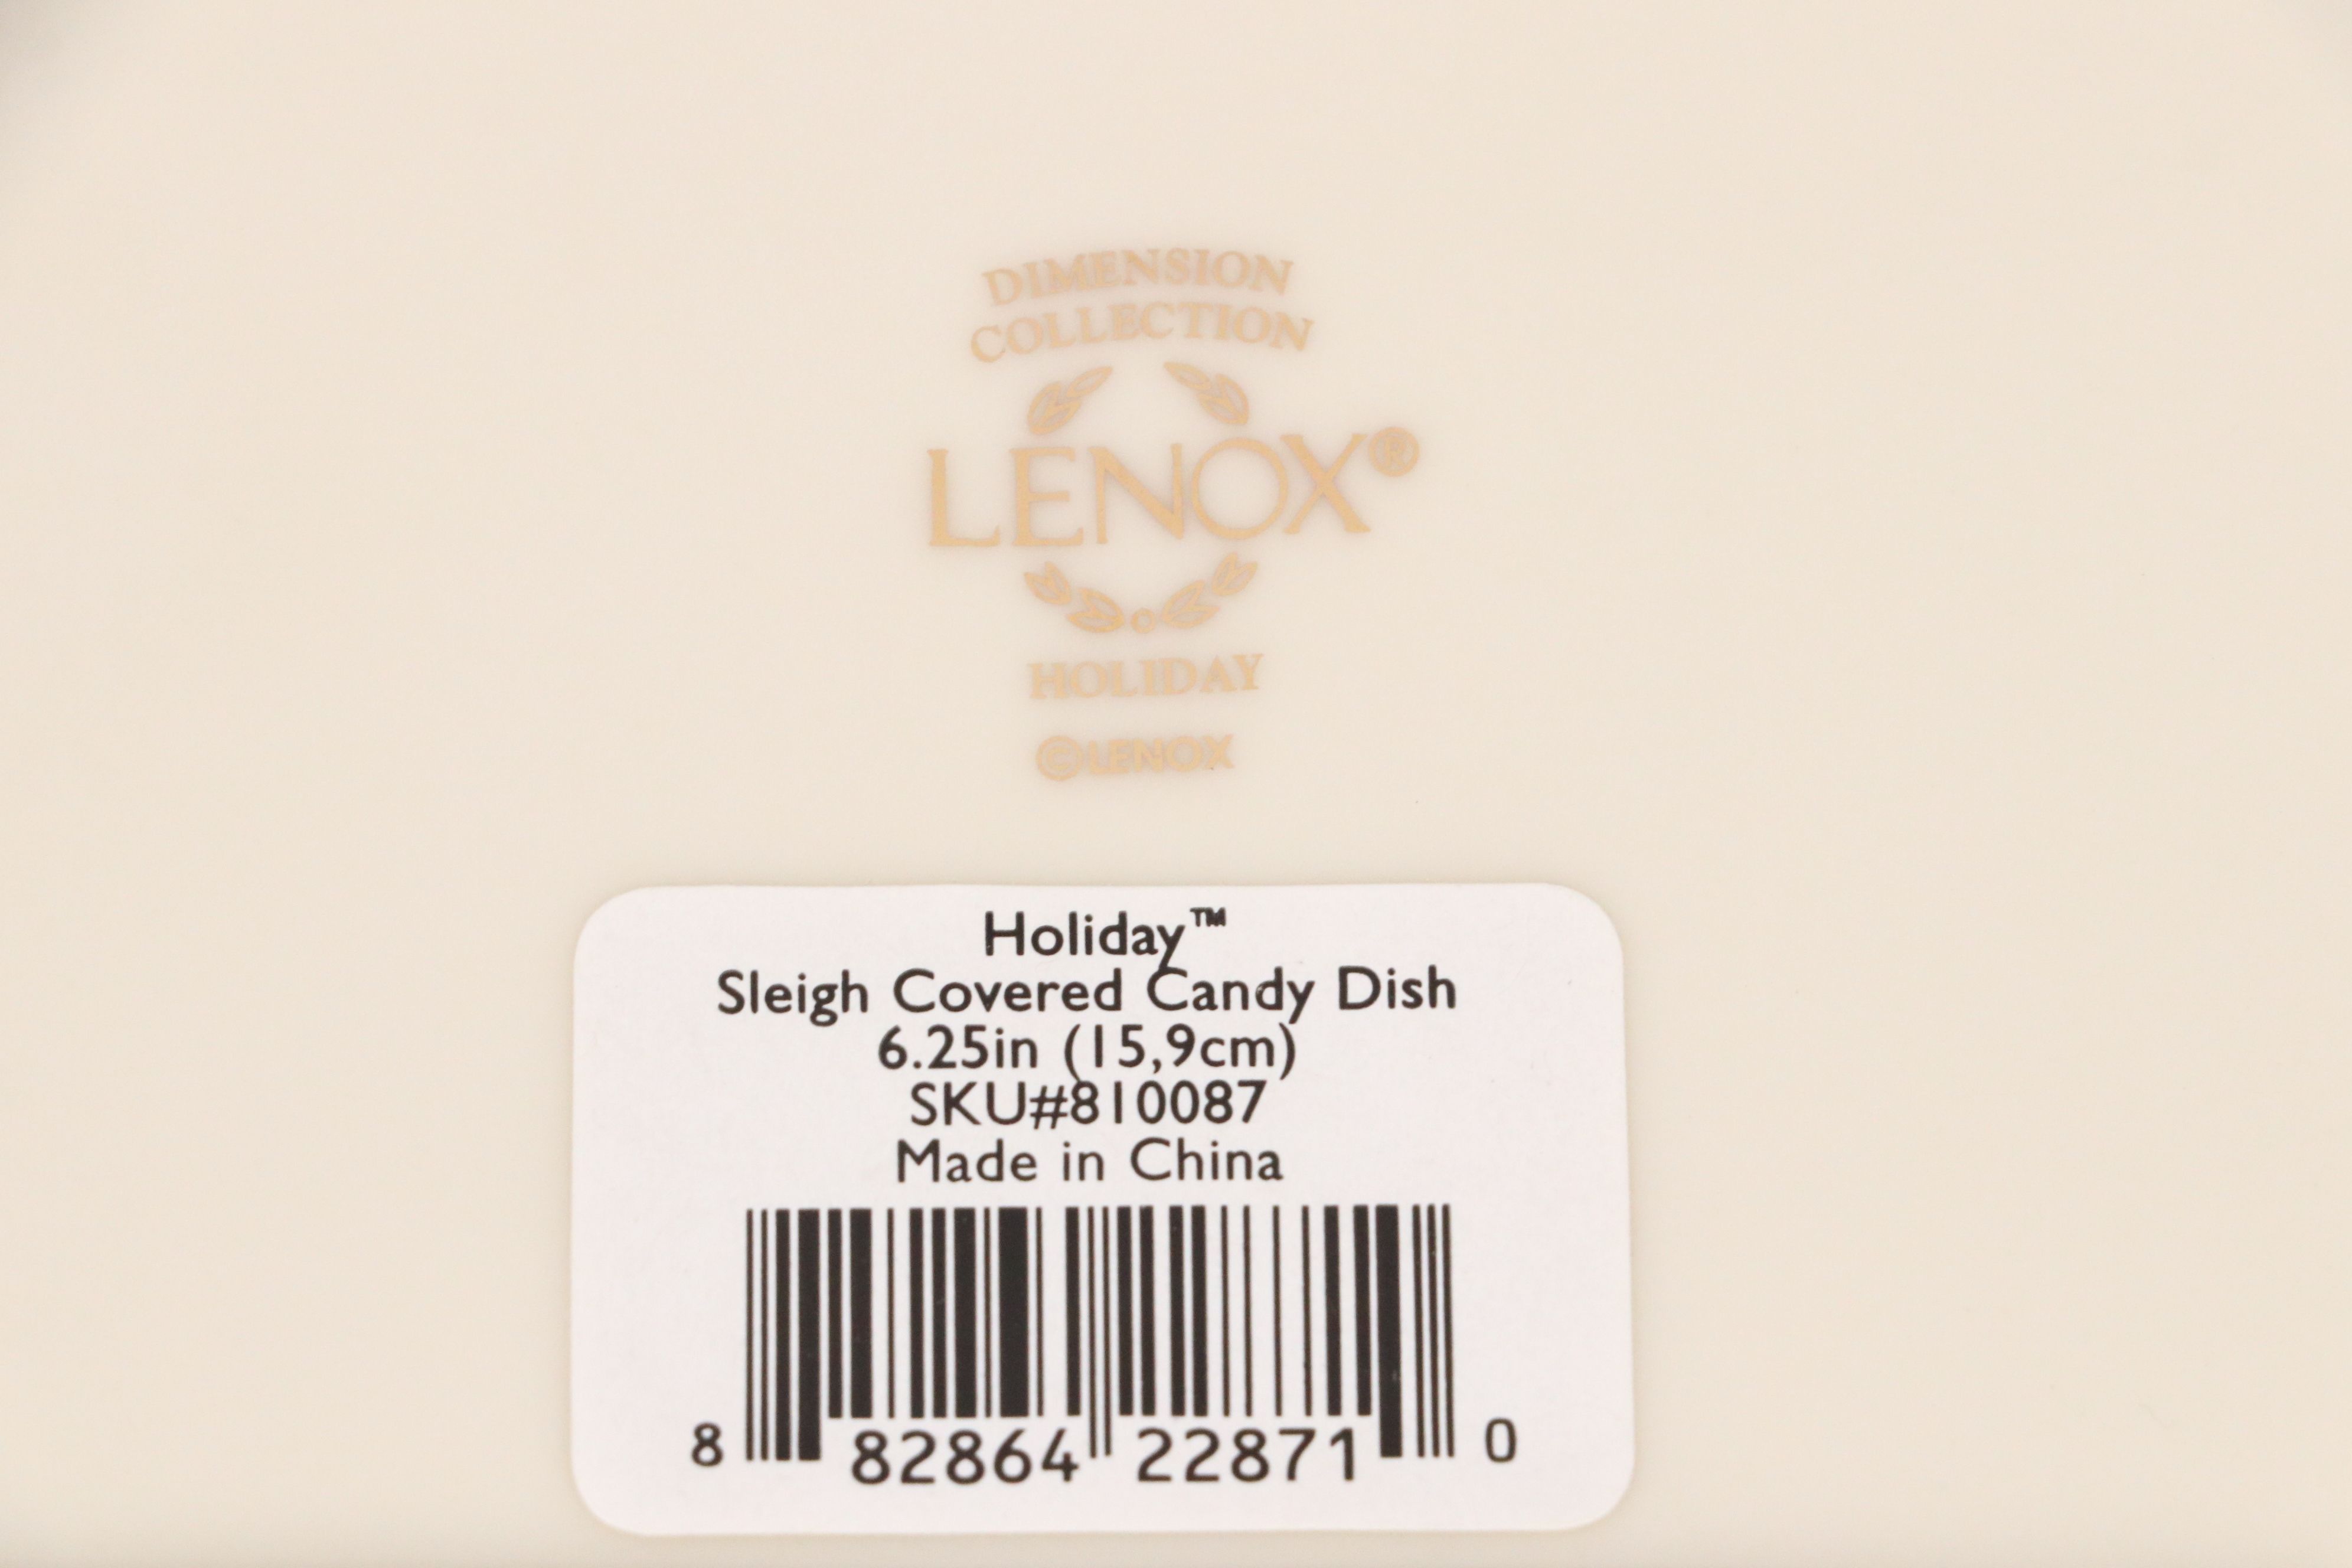 DIMENSION
COLLECTION
LENOX®
HOLIDAY
©LENOX
Holiday™
Sleigh Covered Candy Dish
6.25in (15,9cm)
SKU#810087
Made in China
8 82864 22871 0